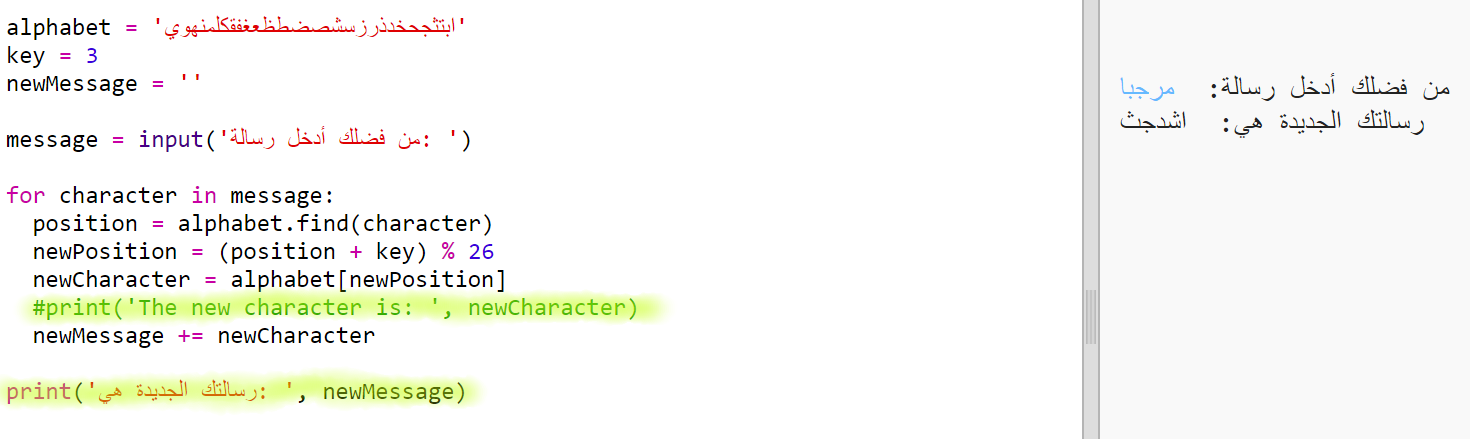 alphabet = 'ابتثجحخدذرزسشصضطظعغفقكلمنهوي'
key = 3
newMessage = ''
message = input('من فضلك أدخل رسالة: ')
for character in message:
position = alphabet.find(character)
newPosition = (position + key) % 26
newCharacter = alphabet[newPosition]
#print('The new character is: ', newCharacter)
newMessage += newCharacter
print('رسالتك الجديدة هي: ', newMessage)
من فضلك أدخل رسالة: مرجبا
رسالتك الجديدة هي: اشدجث